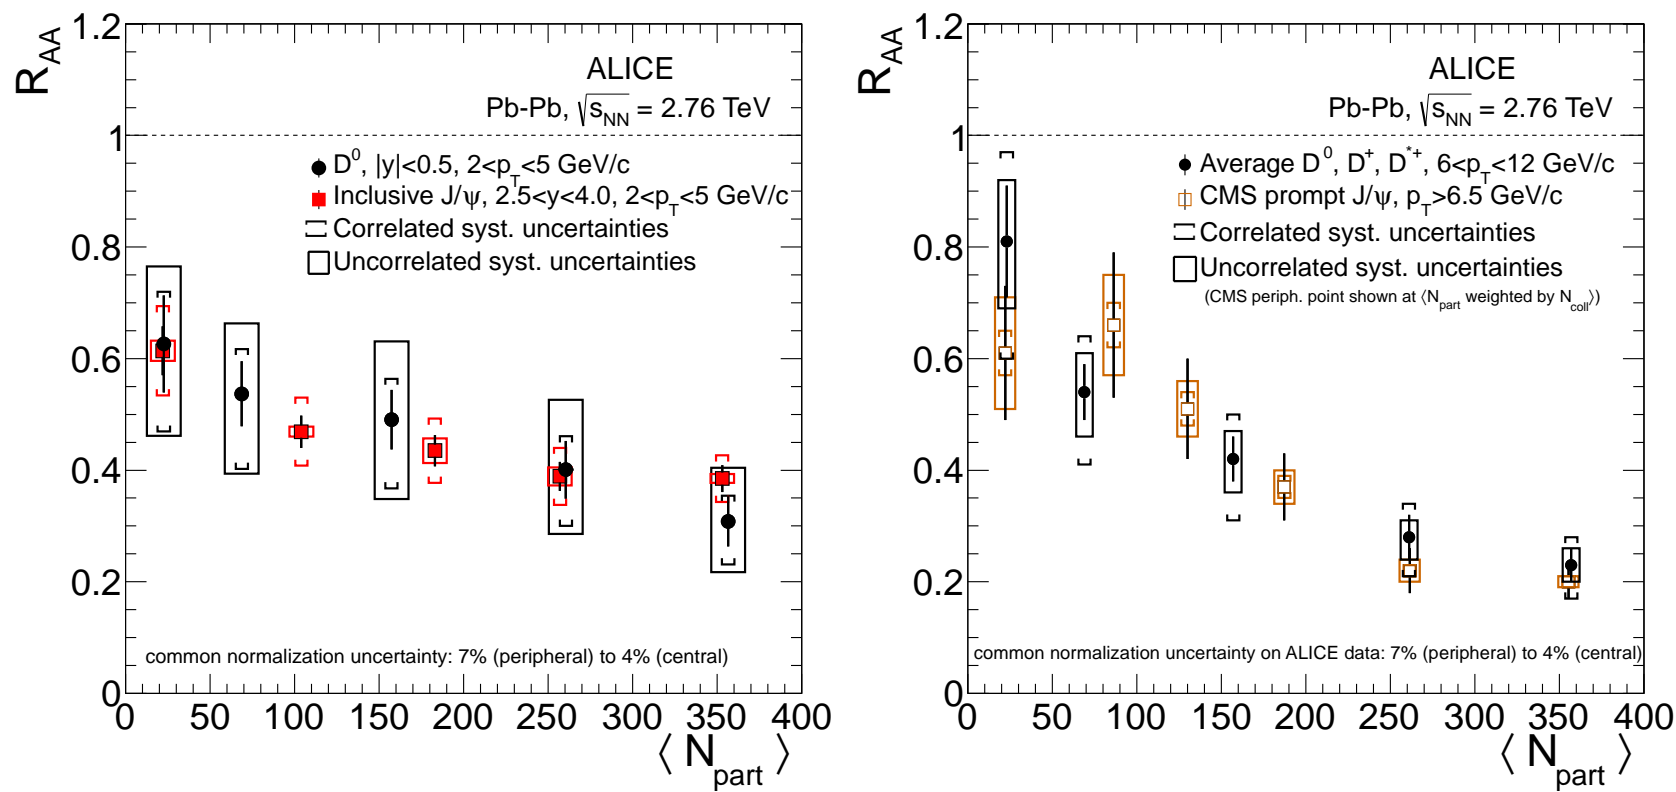 R_AA
1.2
1
0.8
0.6
0.4
0.2
0
ALICE
Pb-Pb, √s_NN = 2.76 TeV
D^0, |y|<0.5, 2<p_T<5 GeV/c
Inclusive J/ψ, 2.5<y<4.0, 2<p_T<5 GeV/c
Correlated syst. uncertainties
Uncorrelated syst. uncertainties
common normalization uncertainty: 7% (peripheral) to 4% (central)
0 50 100 150 200 250 300 350 400
⟨ N_part ⟩
R_AA
1.2
1
0.8
0.6
0.4
0.2
0
ALICE
Pb-Pb, √s_NN = 2.76 TeV
Average D^0, D^+, D^*+, 6<p_T<12 GeV/c
CMS prompt J/ψ, p_T>6.5 GeV/c
Correlated syst. uncertainties
Uncorrelated syst. uncertainties
(CMS periph. point shown at ⟨N_part weighted by N_coll⟩)
common normalization uncertainty on ALICE data: 7% (peripheral) to 4% (central)
0 50 100 150 200 250 300 350 400
⟨ N_part ⟩